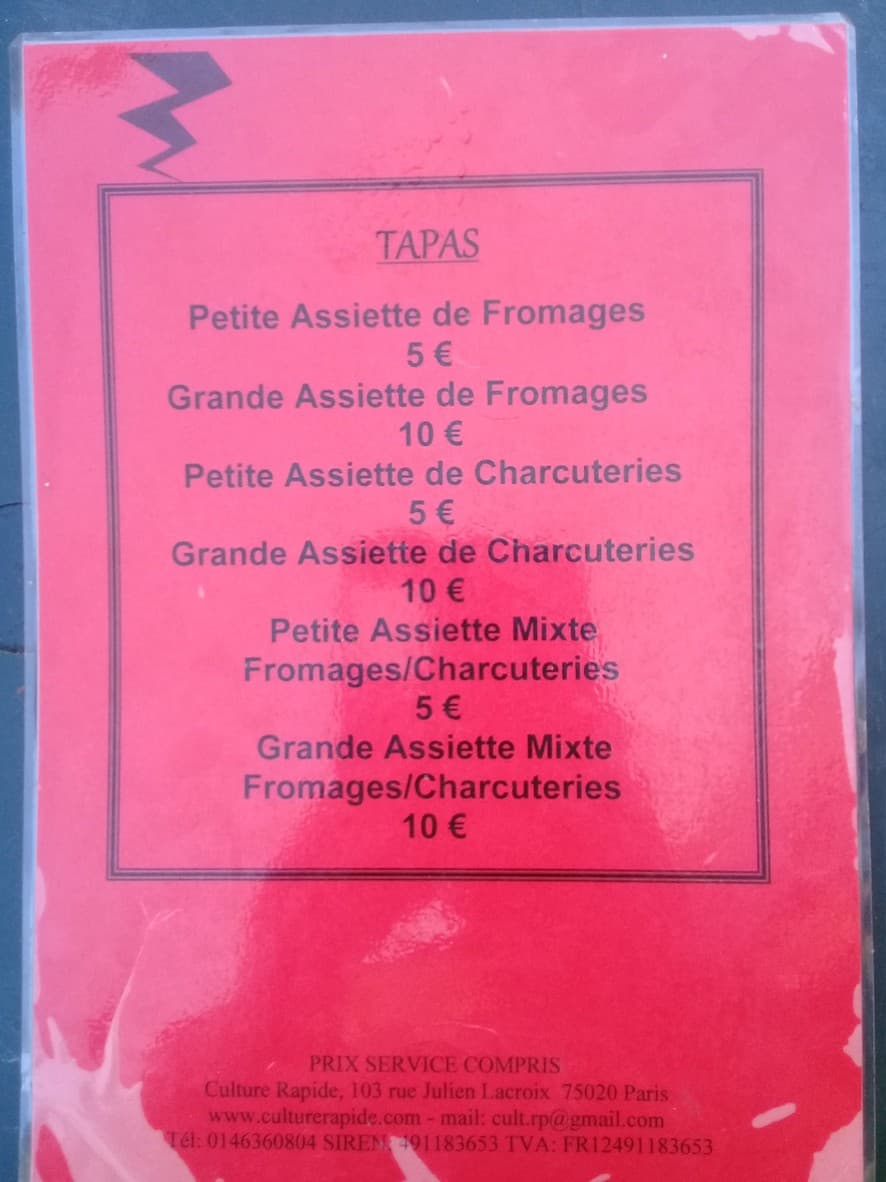 TAPAS
Petite Assiette de Fromages
5 €
Grande Assiette de Fromages
10 €
Petite Assiette de Charcuteries
5 €
Grande Assiette de Charcuteries
10 €
Petite Assiette Mixte
Fromages/Charcuteries
5 €
Grande Assiette Mixte
Fromages/Charcuteries
10 €
PRIX SERVICE COMPRIS
Culture Rapide, 103 rue Julien Lacroix 75020 Paris
www.culturerapide.com - mail: cult.rp@gmail.com
Tél: 0146360804 SIREN: 491183653 TVA: FR12491183653